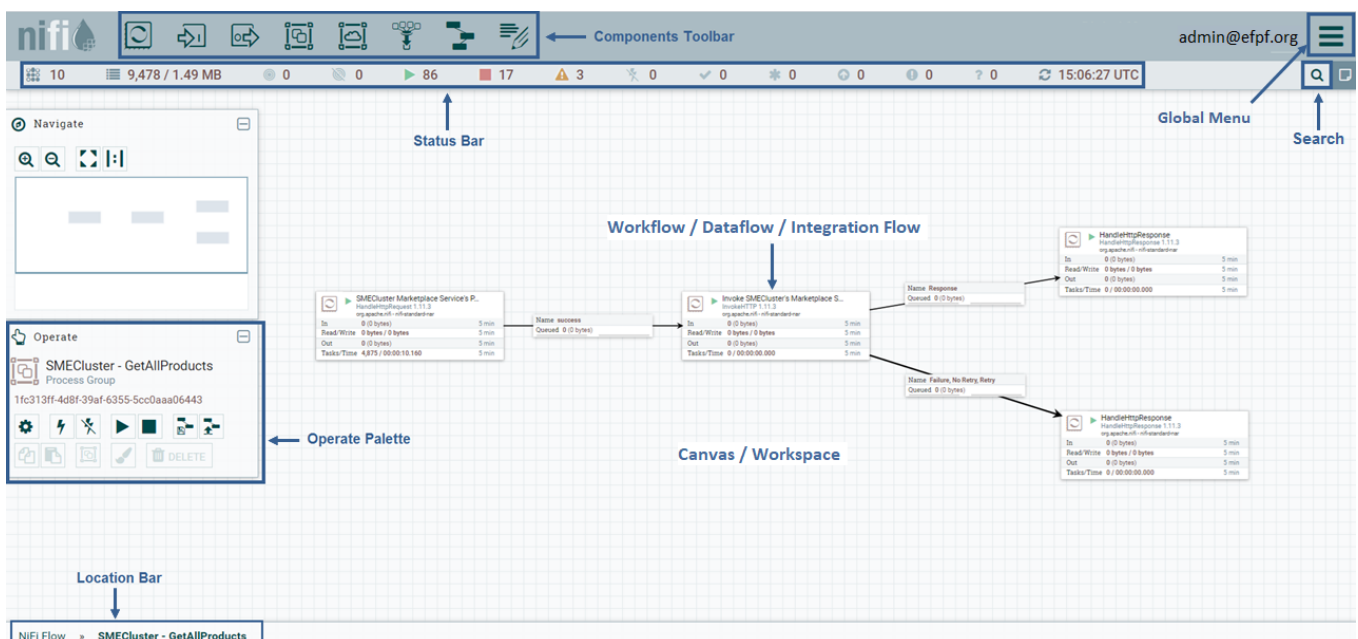 nifi
Components Toolbar
admin@efpf.org
10 9,478 / 1.49 MB 0 0 86 17 3 0 0 0 0 0 ? 0 15:06:27 UTC
Status Bar
Global Menu
Search
Navigate
Workflow / Dataflow / Integration Flow
HandleHttpResponse
HandleHttpResponse 1.11.3
org.apache.nifi - nifi-standard-nar
In 0 (0 bytes) 5 min
Read/Write 0 bytes / 0 bytes 5 min
Out 0 (0 bytes) 5 min
Tasks/Time 0 / 00:00:00.000 5 min
SMECluster Marketplace Service's P...
HandleHttpRequest 1.11.3
org.apache.nifi - nifi-standard-nar
In 0 (0 bytes) 5 min
Read/Write 0 bytes / 0 bytes 5 min
Out 0 (0 bytes) 5 min
Tasks/Time 4,875 / 00:00:10.160 5 min
Name success
Queued 0 (0 bytes)
Invoke SMECluster's Marketplace S...
InvokeHTTP 1.11.3
org.apache.nifi - nifi-standard-nar
In 0 (0 bytes) 5 min
Read/Write 0 bytes / 0 bytes 5 min
Out 0 (0 bytes) 5 min
Tasks/Time 0 / 00:00:00.000 5 min
Name Response
Queued 0 (0 bytes)
Name Failure, No Retry, Retry
Queued 0 (0 bytes)
HandleHttpResponse
HandleHttpResponse 1.11.3
org.apache.nifi - nifi-standard-nar
In 0 (0 bytes) 5 min
Read/Write 0 bytes / 0 bytes 5 min
Out 0 (0 bytes) 5 min
Tasks/Time 0 / 00:00:00.000 5 min
Operate
SMECluster - GetAllProducts
Process Group
1fc313ff-4d8f-39af-6355-5cc0aaa06443
DELETE
Operate Palette
Canvas / Workspace
Location Bar
NiFi Flow » SMECluster - GetAllProducts